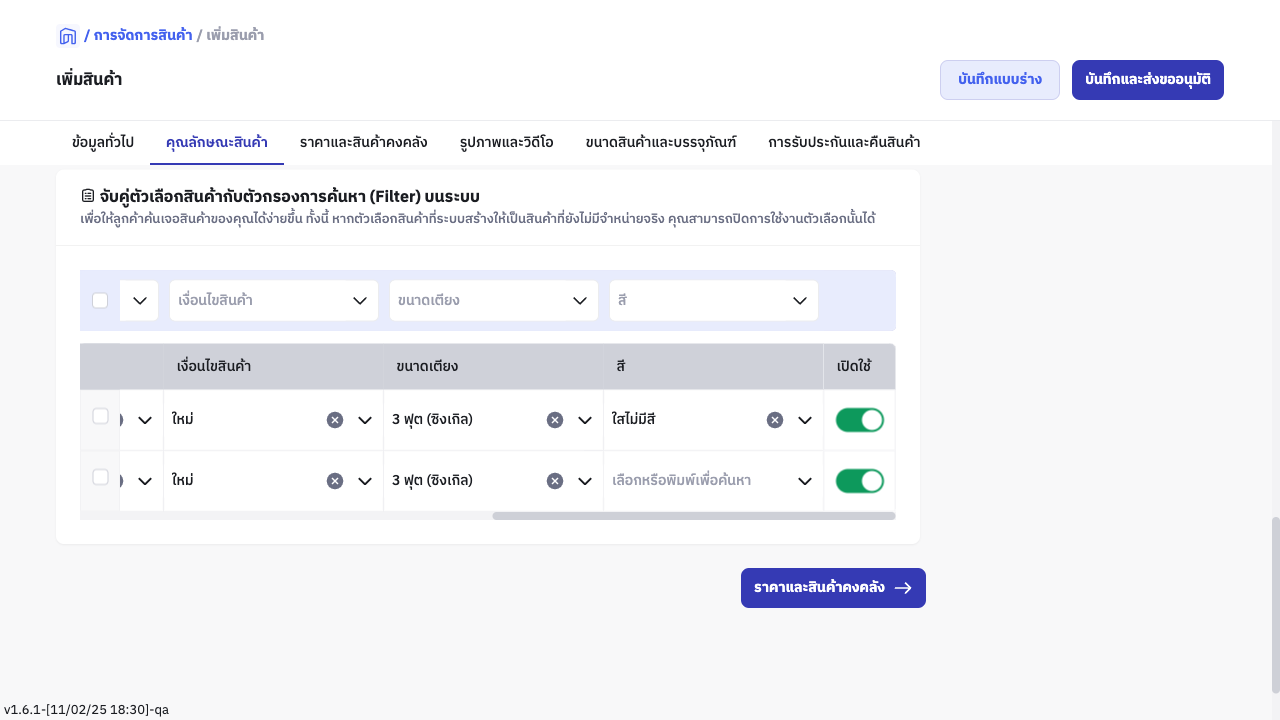 / การจัดการสินค้า / เพิ่มสินค้า
เพิ่มสินค้า
บันทึกแบบร่าง
บันทึกและส่งขออนุมัติ
ข้อมูลทั่วไป คุณลักษณะสินค้า ราคาและสินค้าคงคลัง รูปภาพและวิดีโอ ขนาดสินค้าและบรรจุภัณฑ์ การรับประกันและคืนสินค้า
จับคู่ตัวเลือกสินค้ากับตัวกรองการค้นหา (Filter) บนระบบ
เพื่อให้ลูกค้าค้นเจอสินค้าของคุณได้ง่ายขึ้น ทั้งนี้ หากตัวเลือกสินค้าที่ระบบสร้างให้เป็นสินค้าที่ยังไม่มีจำหน่ายจริง คุณสามารถปิดการใช้งานตัวเลือกนั้นได้
เงื่อนไขสินค้า ขนาดเตียง สี
เงื่อนไขสินค้า ขนาดเตียง สี เปิดใช้
ใหม่ 3 ฟุต (ซิงเกิล) ใสไม่มีสี
ใหม่ 3 ฟุต (ซิงเกิล) เลือกหรือพิมพ์เพื่อค้นหา
ราคาและสินค้าคงคลัง
v1.6.1-[11/02/25 18:30]-qa